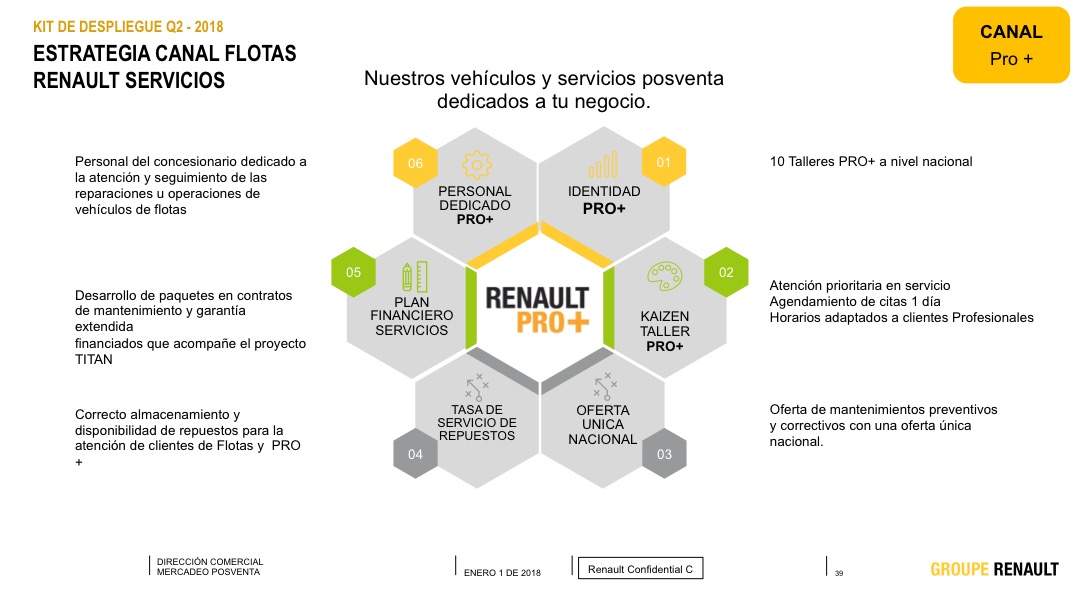 KIT DE DESPLIEGUE Q2 - 2018
ESTRATEGIA CANAL FLOTAS
RENAULT SERVICIOS
CANAL
Pro +
Nuestros vehículos y servicios posventa
dedicados a tu negocio.
06
PERSONAL
DEDICADO
PRO+
Personal del concesionario dedicado a
la atención y seguimiento de las
reparaciones u operaciones de
vehículos de flotas
01
IDENTIDAD
PRO+
10 Talleres PRO+ a nivel nacional
05
PLAN
FINANCIERO
SERVICIOS
Desarrollo de paquetes en contratos
de mantenimiento y garantía
extendida
financiados que acompañe el proyecto
TITAN
RENAULT
PRO+
02
KAIZEN
TALLER
PRO+
Atención prioritaria en servicio
Agendamiento de citas 1 día
Horarios adaptados a clientes Profesionales
04
TASA DE
SERVICIO DE
REPUESTOS
Correcto almacenamiento y
disponibilidad de repuestos para la
atención de clientes de Flotas y  PRO
+
03
OFERTA
UNICA
NACIONAL
Oferta de mantenimientos preventivos
y correctivos con una oferta única
nacional.
DIRECCIÓN COMERCIAL
MERCADEO POSVENTA
ENERO 1 DE 2018
Renault Confidential C
39
GROUPE RENAULT